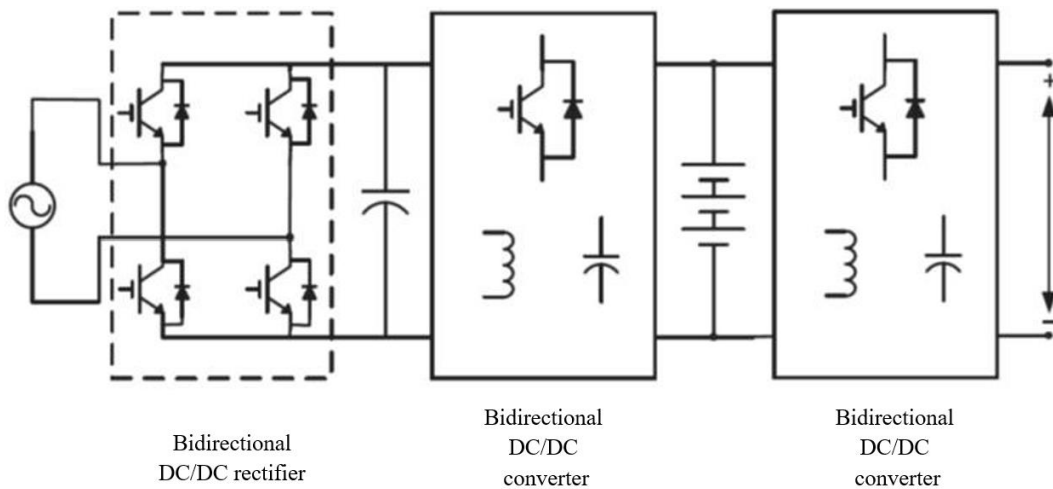 +
−
Bidirectional
DC/DC rectifier
Bidirectional
DC/DC
converter
Bidirectional
DC/DC
converter